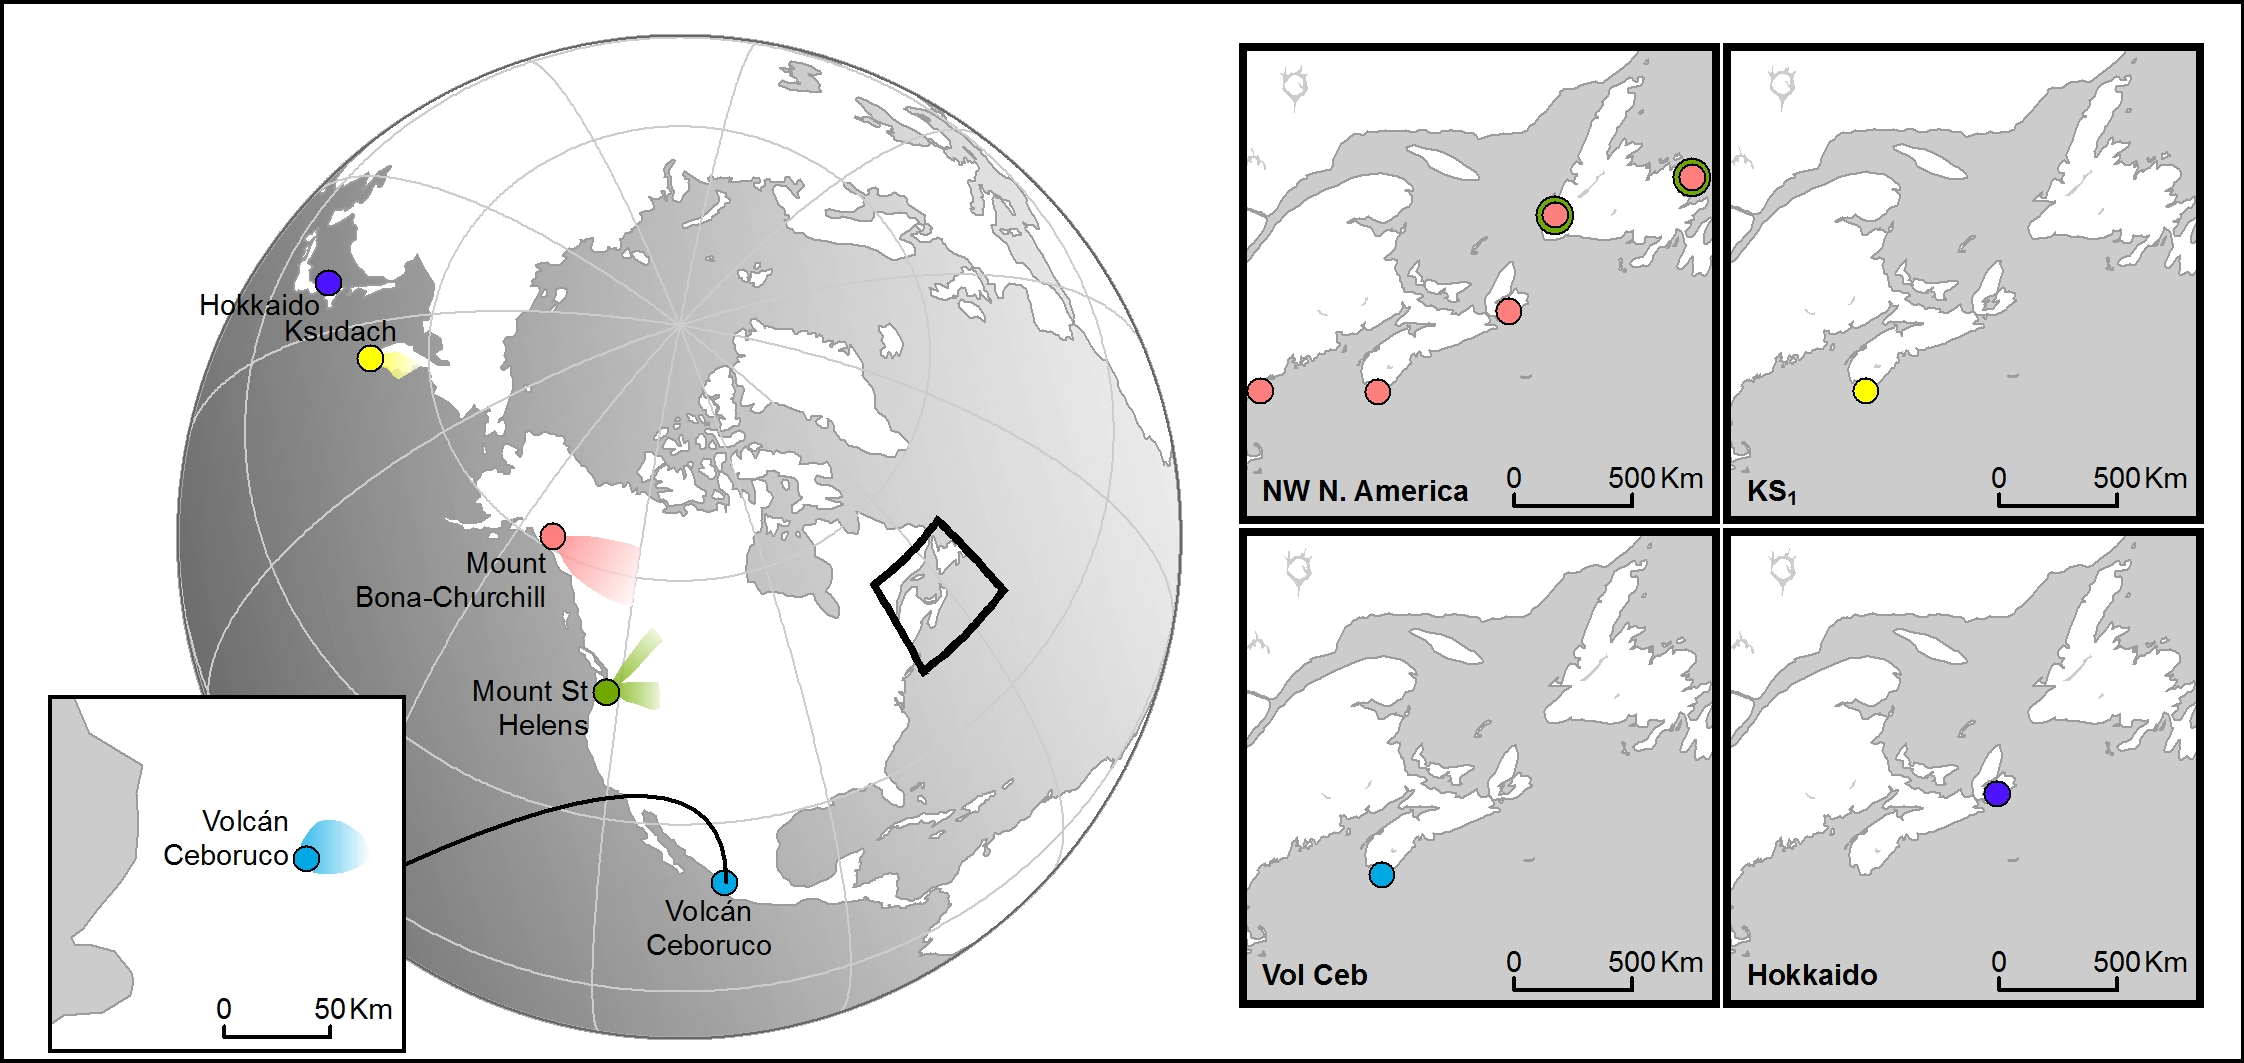 Hokkaido
Ksudach
Mount
Bona-Churchill
Mount St
Helens
Volcán
Ceboruco
Volcán
Ceboruco
0 50 Km
0 500 Km
NW N. America
0 500 Km
KS₁
0 500 Km
Vol Ceb
0 500 Km
Hokkaido